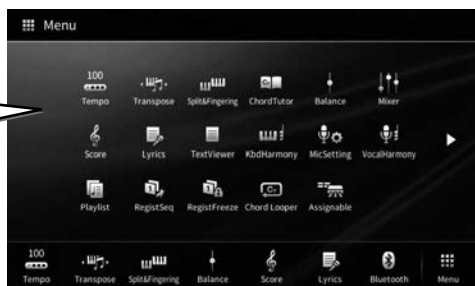 Menu
100
Tempo Transpose Split&Fingering ChordTutor Balance Mixer
Score Lyrics TextViewer KbdHarmony MicSetting VocalHarmony
Playlist RegistSeq RegistFreeze Chord Looper Assignable
100
Tempo Transpose Split&Fingering Balance Score Lyrics Bluetooth Menu